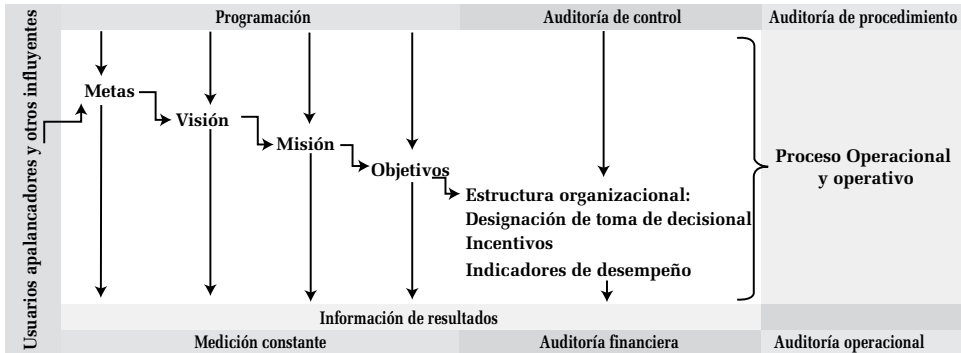 Usuarios apalancadores y otros influyentes
Programación
Auditoría de control
Auditoría de procedimiento
Metas
Visión
Misión
Objetivos
Estructura organizacional:
Designación de toma de decisional
Incentivos
Indicadores de desempeño
Proceso Operacional
y operativo
Información de resultados
Medición constante
Auditoría financiera
Auditoría operacional